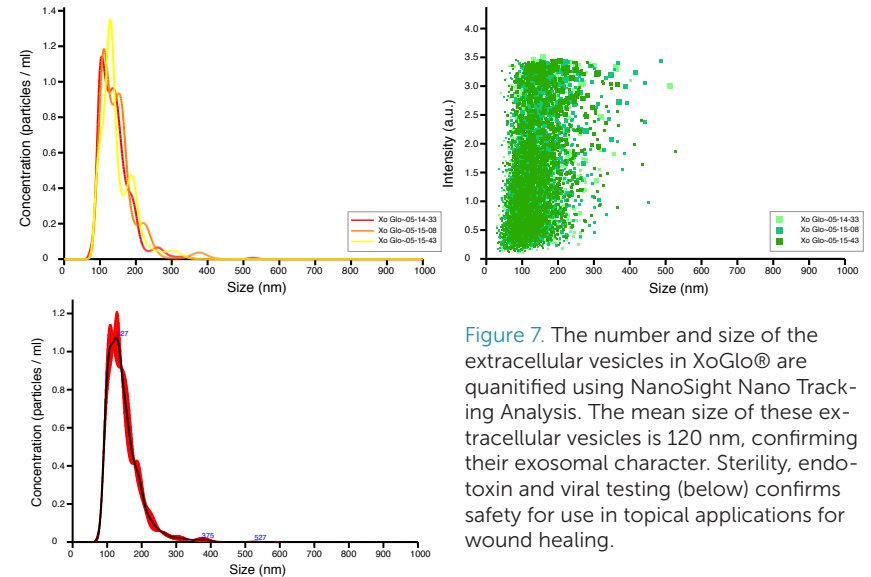 1.4
1.2
1.0
0.8
0.6
0.4
0.2
0
Concentration (particles / ml)
0 100 200 300 400 500 600 700 800 900 1000
Size (nm)
Xo Glo~05-14-33
Xo Glo~05-15-08
Xo Glo~05-15-43
4.0
3.5
3.0
2.5
2.0
1.5
1.0
0.5
0
Intensity (a.u.)
0 100 200 300 400 500 600 700 800 900 1000
Size (nm)
Xo Glo~05-14-33
Xo Glo~05-15-08
Xo Glo~05-15-43
1.2
1.0
0.8
0.6
0.4
0.2
0
Concentration (particles / ml)
375
527
0 100 200 300 400 500 600 700 800 900 1000
Size (nm)
Figure 7. The number and size of the
extracellular vesicles in XoGlo® are
quanitified using NanoSight Nano Track-
ing Analysis. The mean size of these ex-
tracellular vesicles is 120 nm, confirming
their exosomal character. Sterility, endo-
toxin and viral testing (below) confirms
safety for use in topical applications for
wound healing.